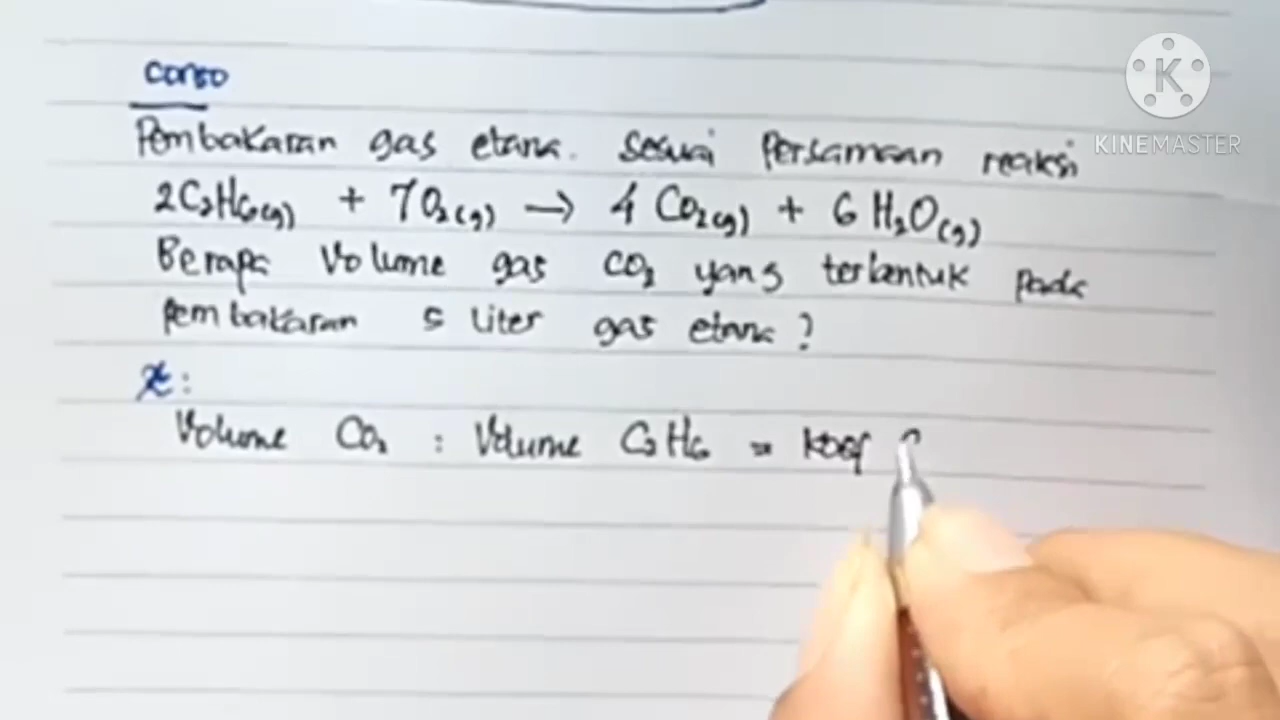 contoh
KINEMASTER
Pembakaran gas etana. sesuai Persamaan reaksi
2C₂H₆(g) + 7O₂(g) → 4 CO₂(g) + 6 H₂O(g)
Berapa Volume gas CO₂ yang terbentuk pada
pembakaran 5 Liter gas etana?
Volume CO₂ : Volume C₂H₆ = koef